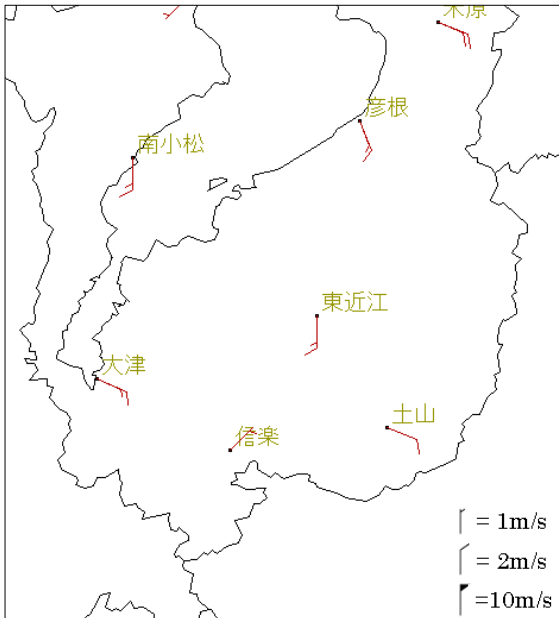 米原
彦根
南小松
東近江
大津
土山
信楽
= 1m/s
= 2m/s
=10m/s